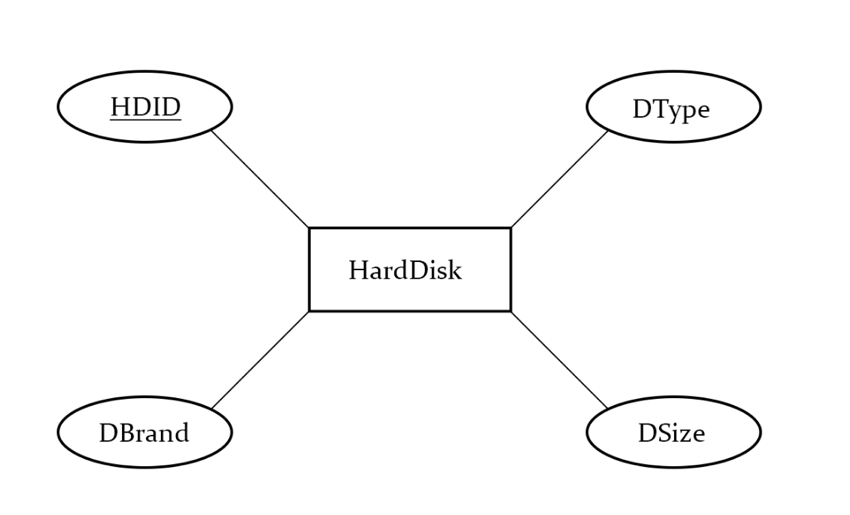 HDID
DType
HardDisk
DBrand
DSize